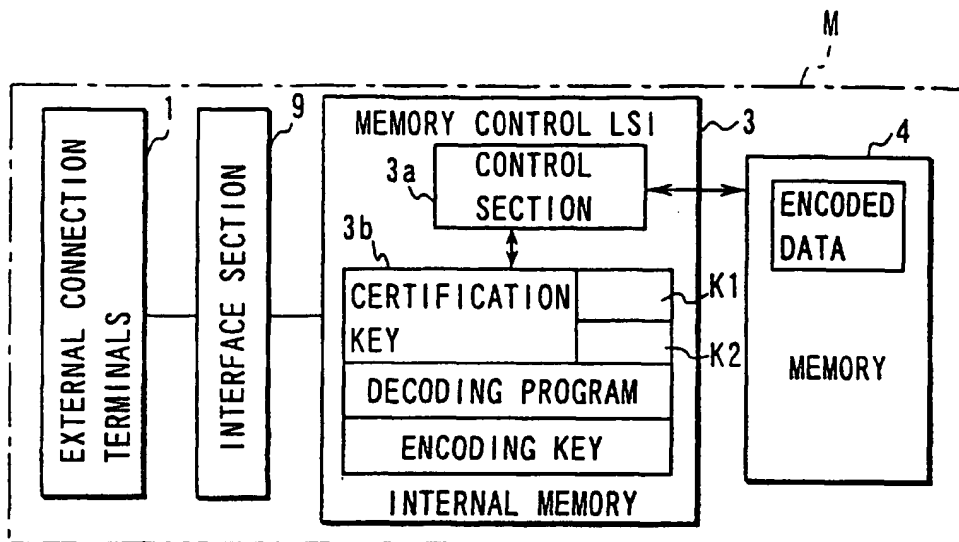 M
1
EXTERNAL CONNECTION
TERMINALS
9
INTERFACE SECTION
3
MEMORY CONTROL LSI
3a
CONTROL
SECTION
3b
CERTIFICATION
KEY
K1
K2
DECODING PROGRAM
ENCODING KEY
INTERNAL MEMORY
4
ENCODED
DATA
MEMORY